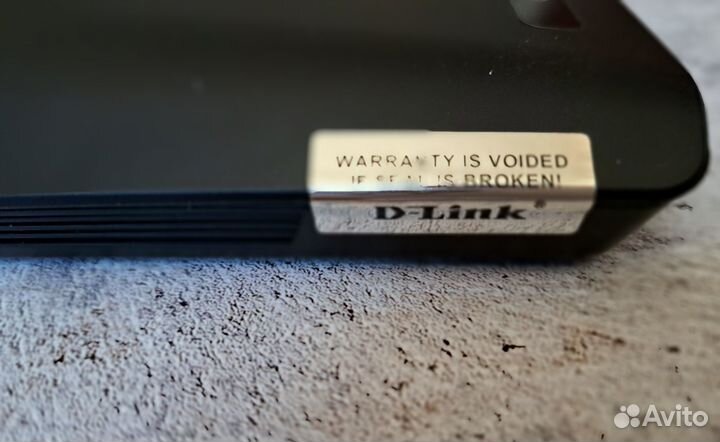 WARRANTY IS VOIDED
IF SEAL IS BROKEN!
D-Link®
Avito